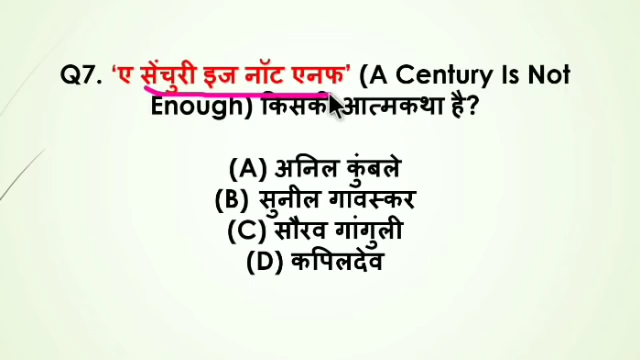 Q7. ‘ए सेंचुरी इज नॉट एनफ’ (A Century Is Not
Enough) किसकी आत्मकथा है?
(A) अनिल कुंबले
(B) सुनील गावस्कर
(C) सौरव गांगुली
(D) कपिलदेव